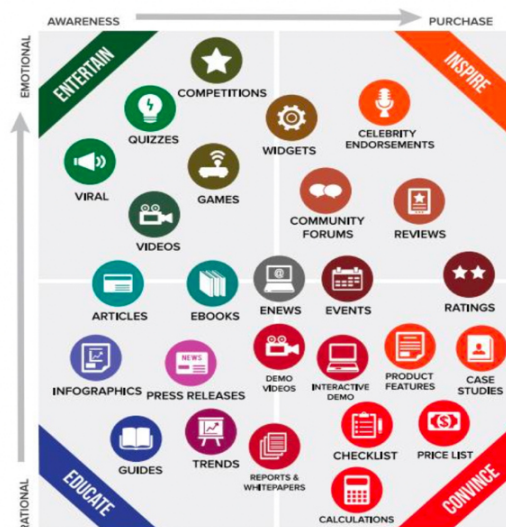 AWARENESS
PURCHASE
EMOTIONAL
ENTERTAIN
INSPIRE
COMPETITIONS
QUIZZES
WIDGETS
CELEBRITY
ENDORSEMENTS
VIRAL
GAMES
VIDEOS
COMMUNITY
FORUMS
REVIEWS
ARTICLES
EBOOKS
@
ENEWS
EVENTS
RATINGS
INFOGRAPHICS
NEWS
PRESS RELEASES
DEMO
VIDEOS
INTERACTIVE
DEMO
PRODUCT
FEATURES
CASE
STUDIES
GUIDES
TRENDS
REPORTS &
WHITEPAPERS
CHECKLIST
$
PRICE LIST
CALCULATIONS
RATIONAL
EDUCATE
CONVINCE